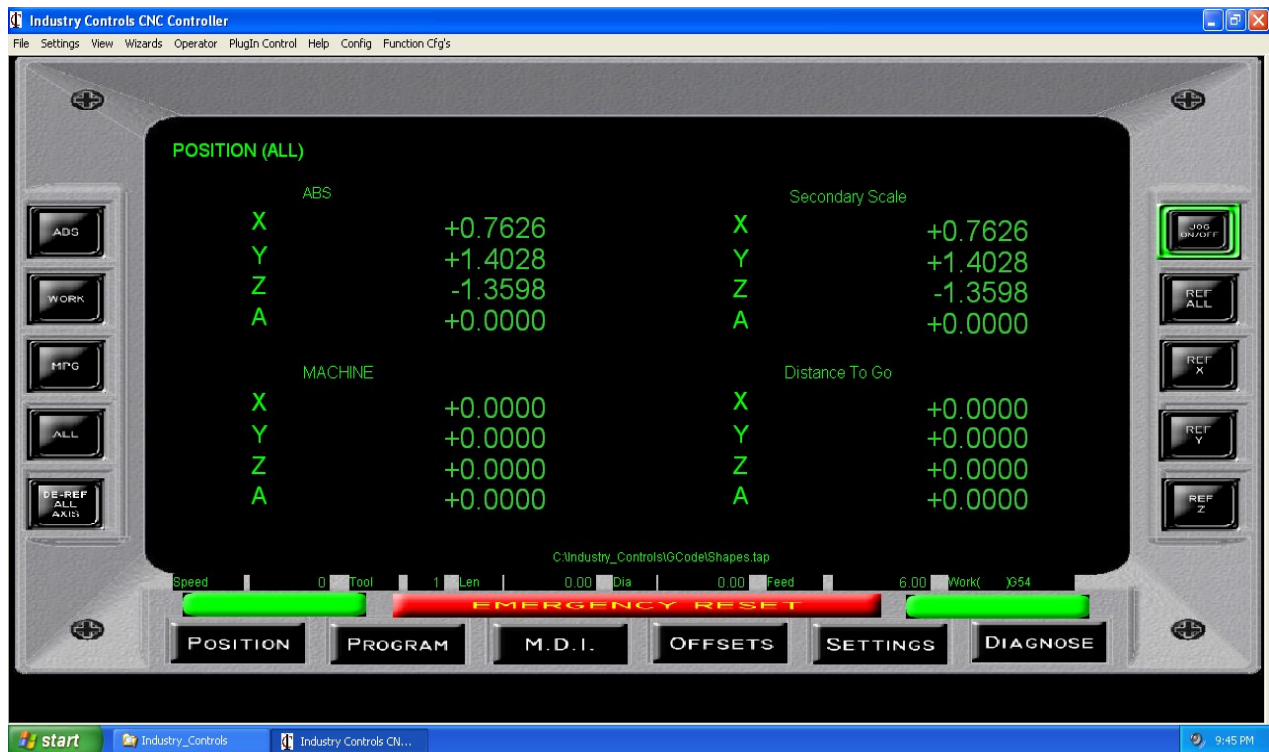 Industry Controls CNC Controller
File Settings View Wizards Operator PlugIn Control Help Config Function Cfg's
POSITION (ALL)
ABS
X +0.7626
Y +1.4028
Z -1.3598
A +0.0000
Secondary Scale
X +0.7626
Y +1.4028
Z -1.3598
A +0.0000
MACHINE
X +0.0000
Y +0.0000
Z +0.0000
A +0.0000
Distance To Go
X +0.0000
Y +0.0000
Z +0.0000
A +0.0000
ABS
WORK
MPG
ALL
DE-REF
ALL
AXIS
JOG
ON/OFF
REF
ALL
REF
X
REF
Y
REF
Z
C:\Industry_Controls\GCode\Shapes.tap
Speed 0 Tool 1 Len 0.00 Dia 0.00 Feed 6.00 Work( )G54
EMERGENCY RESET
POSITION PROGRAM M.D.I. OFFSETS SETTINGS DIAGNOSE
start Industry_Controls Industry Controls CN... 9:45 PM